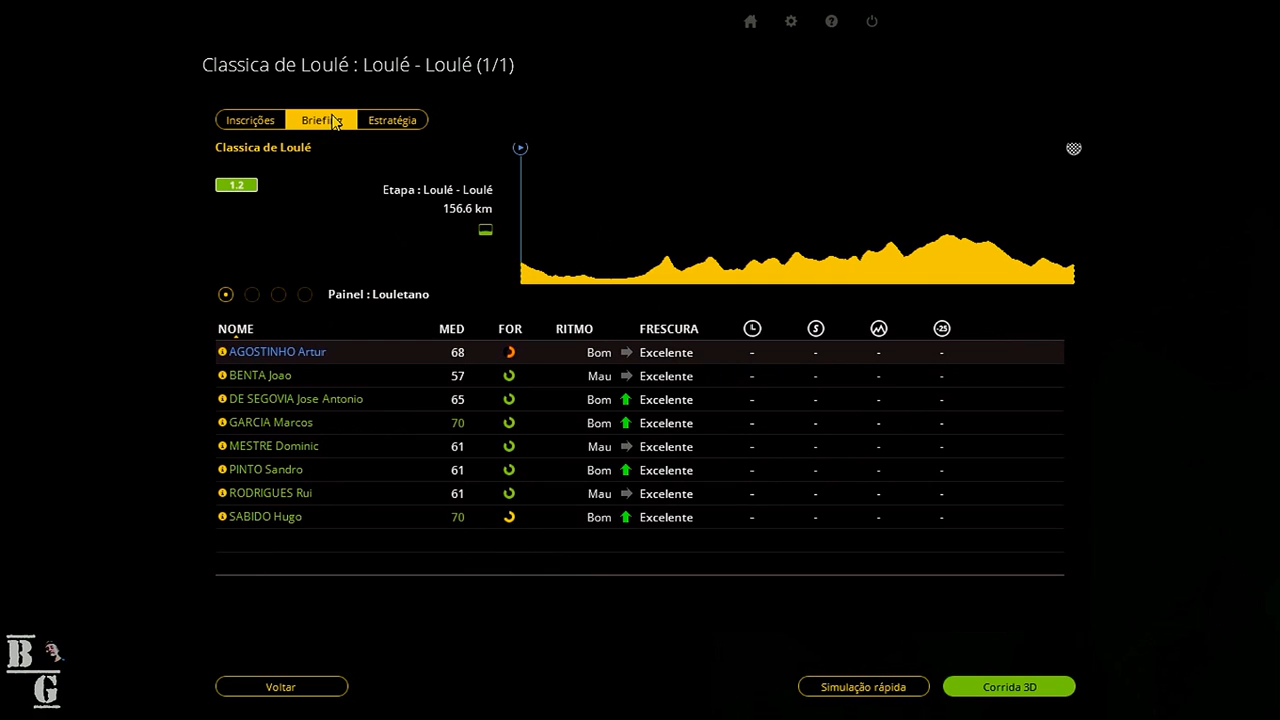 Classica de Loulé : Loulé - Loulé (1/1)
Inscrições Briefing Estratégia
Classica de Loulé
1.2
Etapa : Loulé - Loulé
156.6 km
Painel : Louletano
NOME MED FOR RITMO FRESCURA L S -25
AGOSTINHO Artur 68 Bom Excelente - - - -
BENTA Joao 57 Mau Excelente - - - -
DE SEGOVIA Jose Antonio 65 Bom Excelente - - - -
GARCIA Marcos 70 Bom Excelente - - - -
MESTRE Dominic 61 Mau Excelente - - - -
PINTO Sandro 61 Bom Excelente - - - -
RODRIGUES Rui 61 Mau Excelente - - - -
SABIDO Hugo 70 Bom Excelente - - - -
B
G
Voltar Simulação rápida Corrida 3D